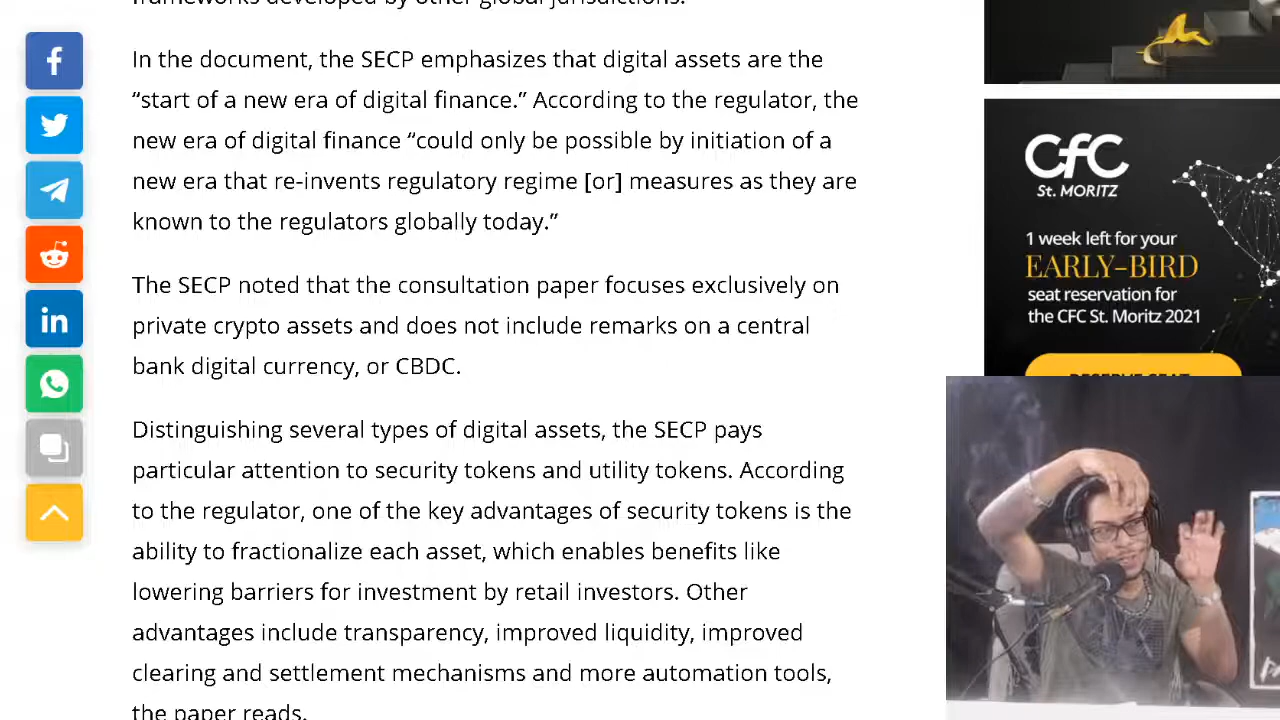 In the document, the SECP emphasizes that digital assets are the
“start of a new era of digital finance.” According to the regulator, the
new era of digital finance “could only be possible by initiation of a
new era that re-invents regulatory regime [or] measures as they are
known to the regulators globally today.”
The SECP noted that the consultation paper focuses exclusively on
private crypto assets and does not include remarks on a central
bank digital currency, or CBDC.
Distinguishing several types of digital assets, the SECP pays
particular attention to security tokens and utility tokens. According
to the regulator, one of the key advantages of security tokens is the
ability to fractionalize each asset, which enables benefits like
lowering barriers for investment by retail investors. Other
advantages include transparency, improved liquidity, improved
clearing and settlement mechanisms and more automation tools,
the paper reads.
CfC
St. MORITZ
1 week left for your
EARLY-BIRD
seat reservation for
the CFC St. Moritz 2021